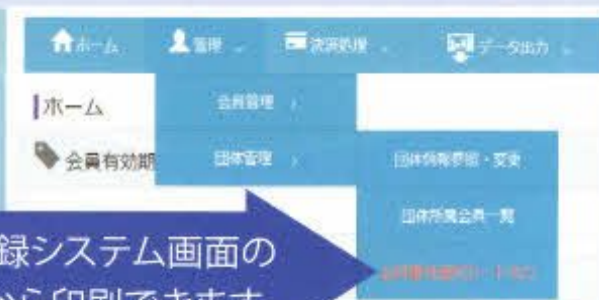 ホーム 管理 決済処理 データ出力
ホーム
会員管理 ›
会員有効期
団体管理 ›
団体情報参照・変更
団体所属会員一覧
録システム画面の
から印刷できます